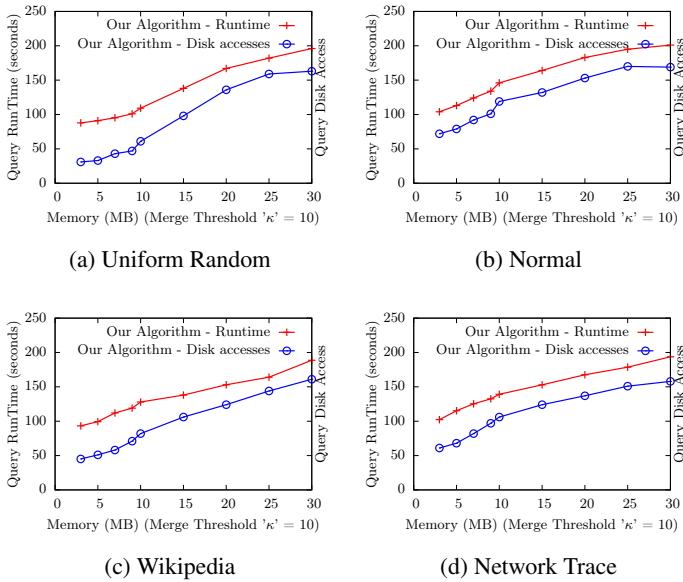 250
200
150
100
50
0
Query RunTime (seconds)
Our Algorithm - Runtime
Our Algorithm - Disk accesses
Query Disk Access
0 5 10 15 20 25 30
Memory (MB) (Merge Threshold 'κ' = 10)
(a) Uniform Random
250
200
150
100
50
0
Query RunTime (seconds)
Our Algorithm - Runtime
Our Algorithm - Disk accesses
Query Disk Access
0 5 10 15 20 25 30
Memory (MB) (Merge Threshold 'κ' = 10)
(b) Normal
250
200
150
100
50
0
Query RunTime (seconds)
Our Algorithm - Runtime
Our Algorithm - Disk accesses
Query Disk Access
0 5 10 15 20 25 30
Memory (MB) (Merge Threshold 'κ' = 10)
(c) Wikipedia
250
200
150
100
50
0
Query RunTime (seconds)
Our Algorithm - Runtime
Our Algorithm - Disk accesses
Query Disk Access
0 5 10 15 20 25 30
Memory (MB) (Merge Threshold 'κ' = 10)
(d) Network Trace